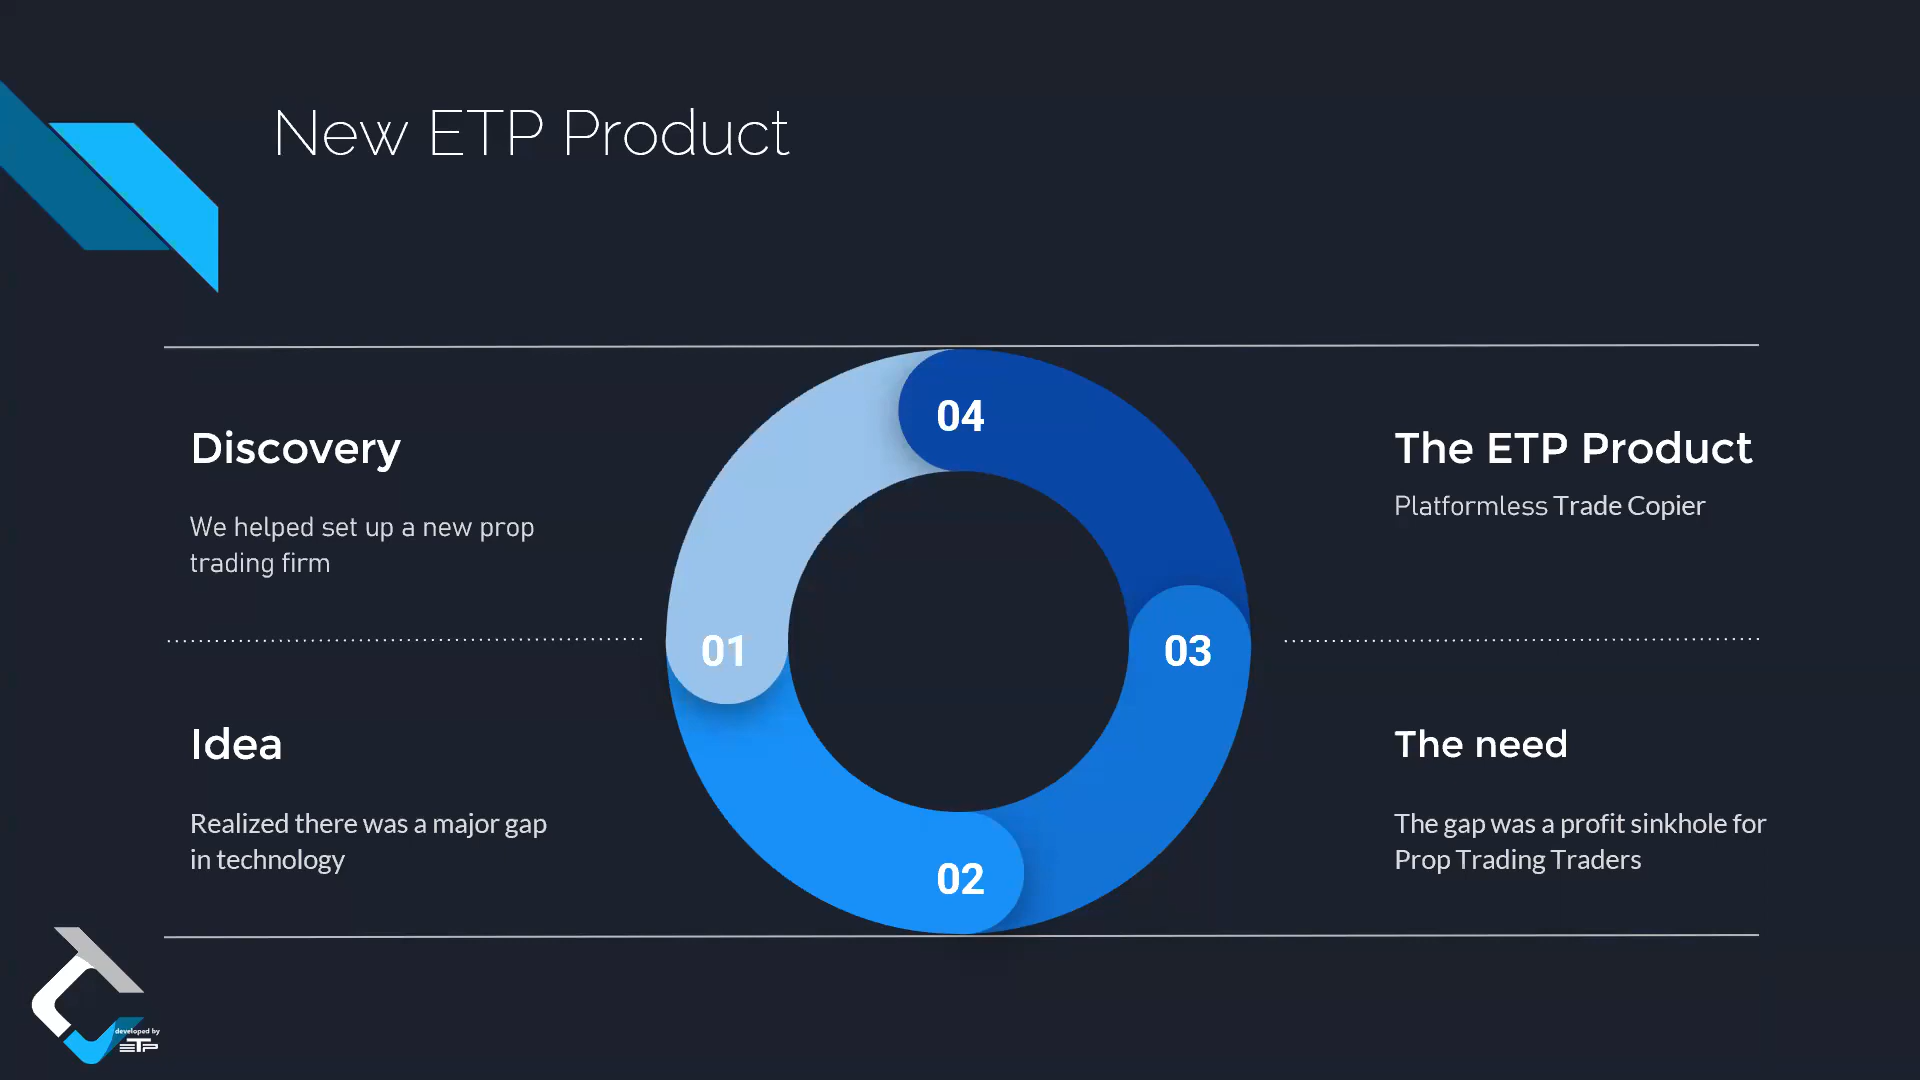 New ETP Product
Discovery
We helped set up a new prop
trading firm
Idea
Realized there was a major gap
in technology
01
02
03
04
The ETP Product
Platformless Trade Copier
The need
The gap was a profit sinkhole for
Prop Trading Traders
developed by
ETP